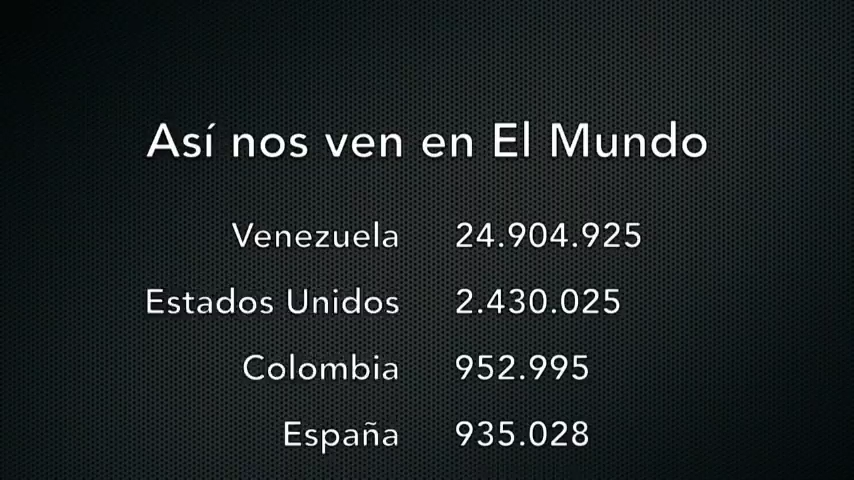 Así nos ven en El Mundo
Venezuela 24.904.925
Estados Unidos 2.430.025
Colombia 952.995
España 935.028